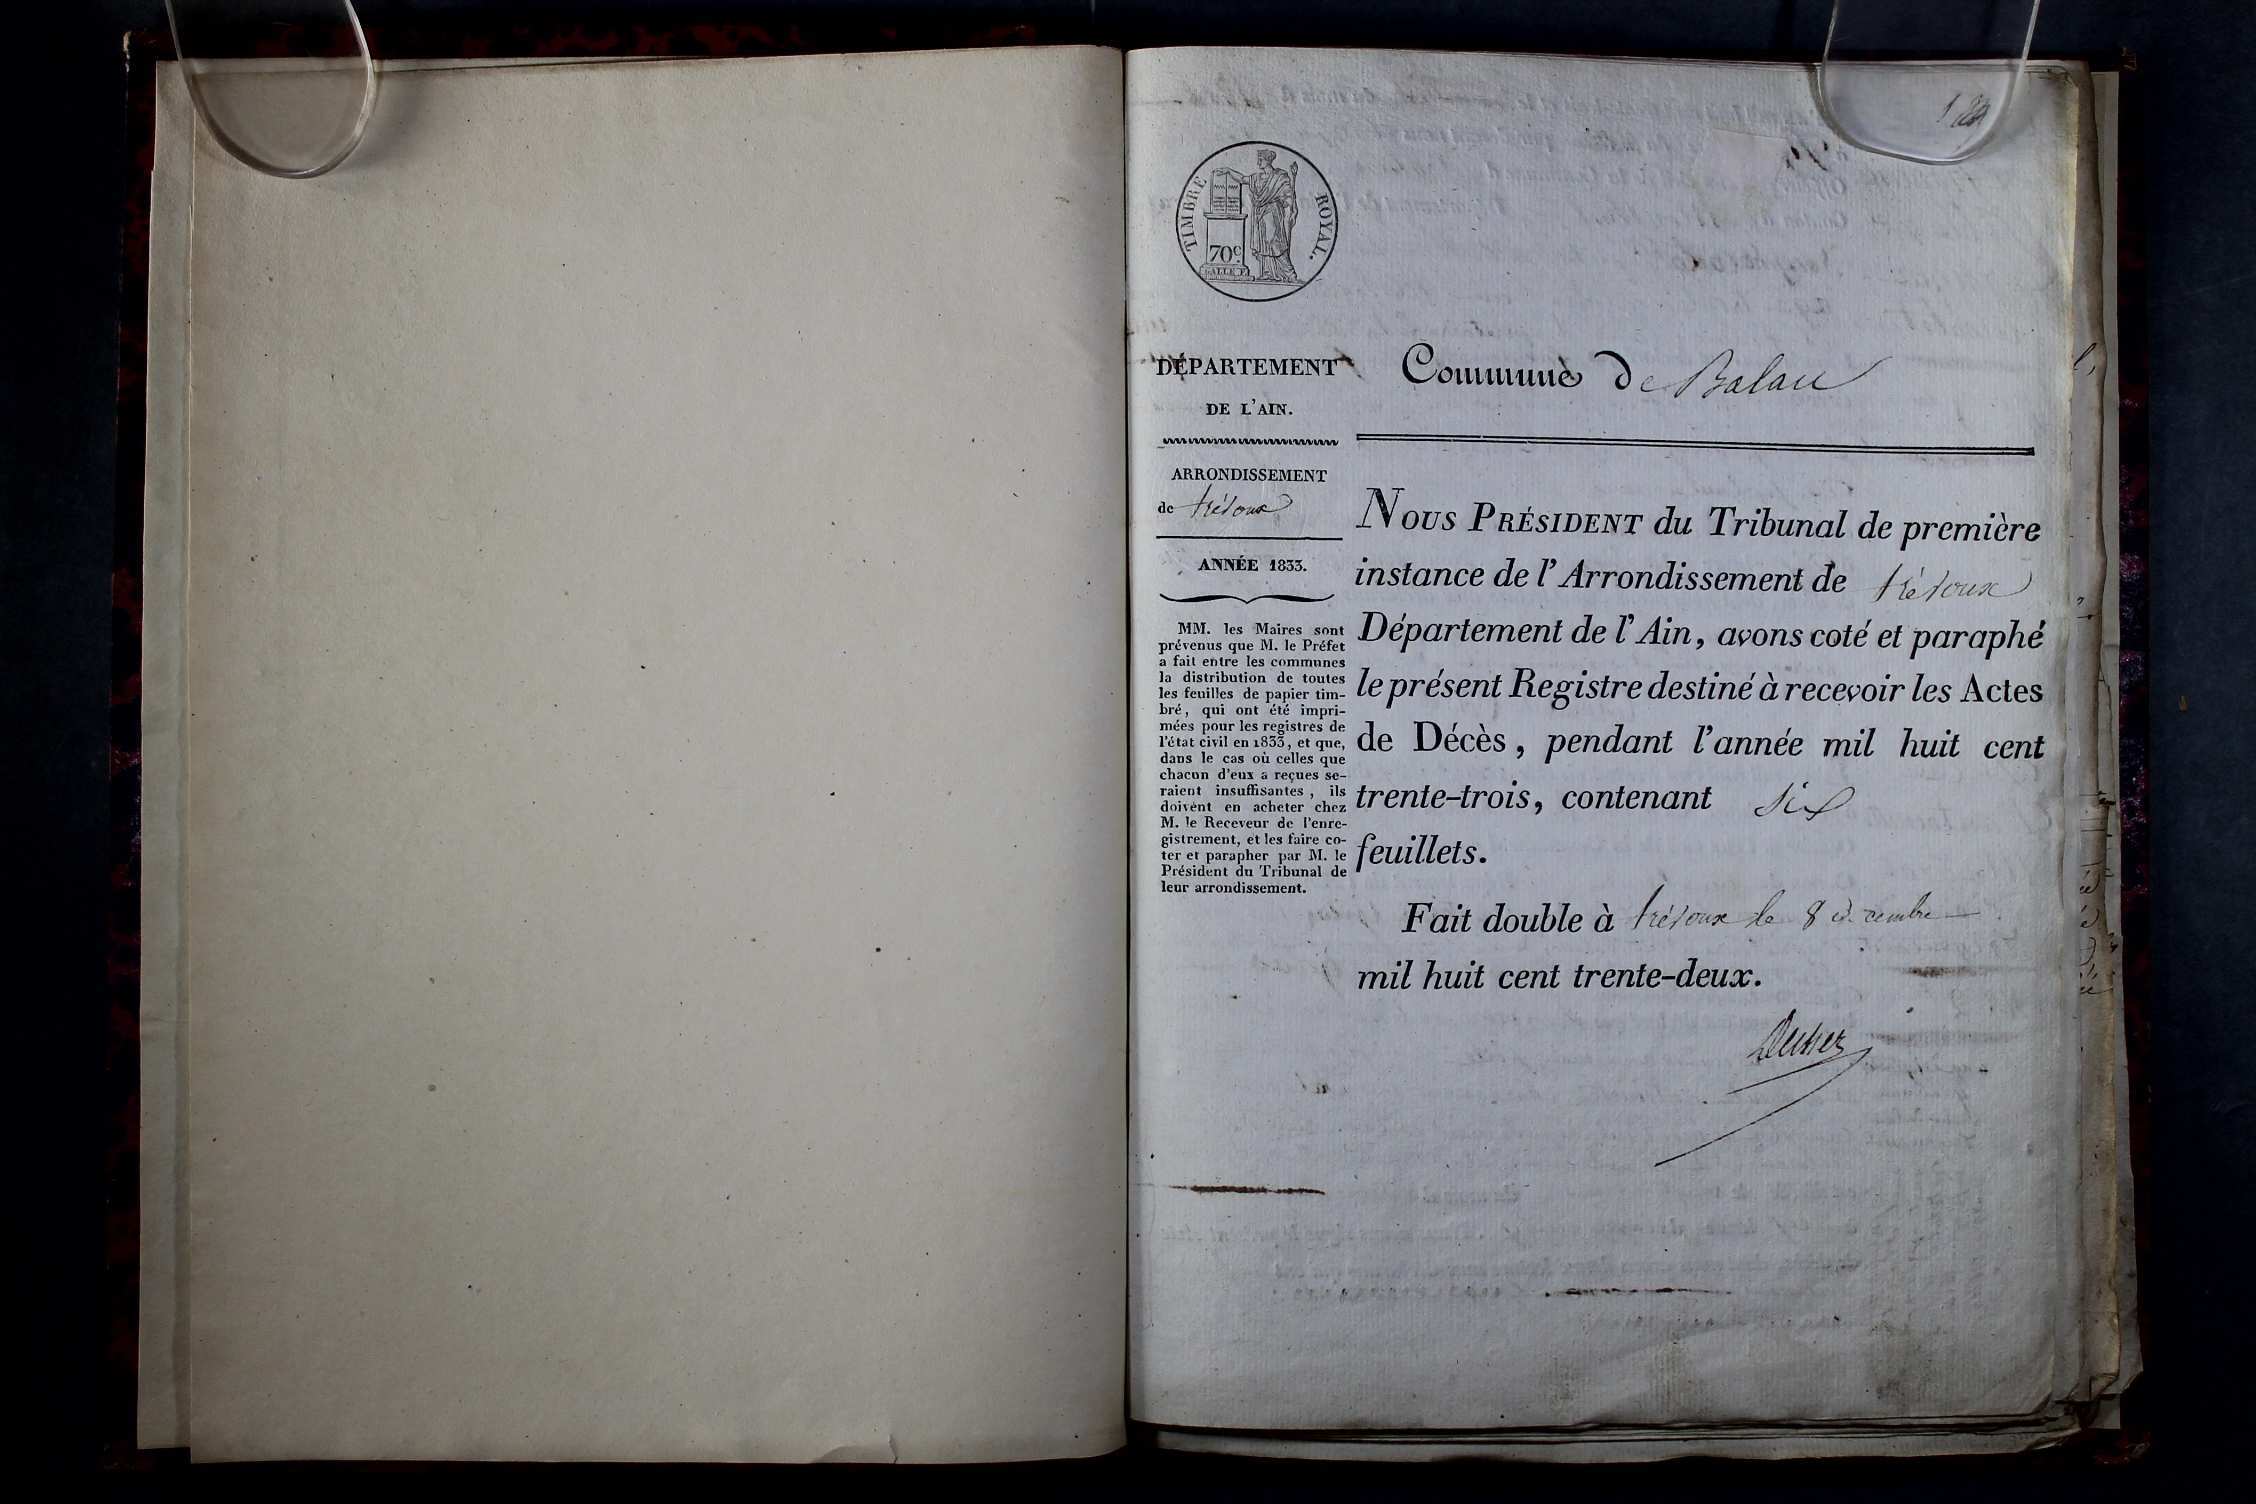 TIMBRE ROYAL.
70c.
DÉPARTEMENT
DE L'AIN.
Commune de Balan
ARRONDISSEMENT
de trévoux
ANNÉE 1833.
MM. les Maires sont
prévenus que M. le Préfet
a fait entre les communes
la distribution de toutes
les feuilles de papier tim-
bré, qui ont été impri-
mées pour les registres de
l'état civil en 1833, et que,
dans le cas où celles que
chacun d'eux a reçues se-
raient insuffisantes, ils
doivent en acheter chez
M. le Receveur de l'enre-
gistrement, et les faire co-
ter et parapher par M. le
Président du Tribunal de
leur arrondissement.
NOUS PRÉSIDENT du Tribunal de première
instance de l'Arrondissement de trévoux
Département de l'Ain, avons coté et paraphé
le présent Registre destiné à recevoir les Actes
de Décès, pendant l'année mil huit cent
trente-trois, contenant six
feuillets.
Fait double à trévoux le 8 décembre
mil huit cent trente-deux.